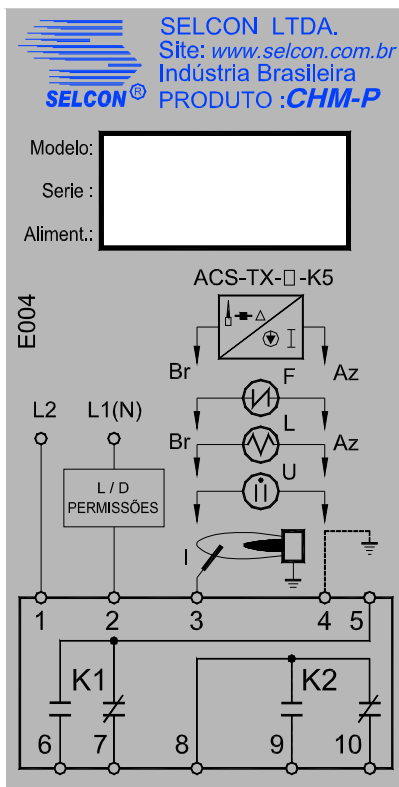 SELCON LTDA.
Site: www.selcon.com.br
Indústria Brasileira
SELCON ®
PRODUTO :CHM-P
Modelo:
Serie :
Aliment.:
E004
ACS-TX-□-K5
I
Br Az
F
L2 L1(N)
Br L Az
U
L / D
PERMISSÕES
I
1 2 3 4 5
K1 K2
6 7 8 9 10